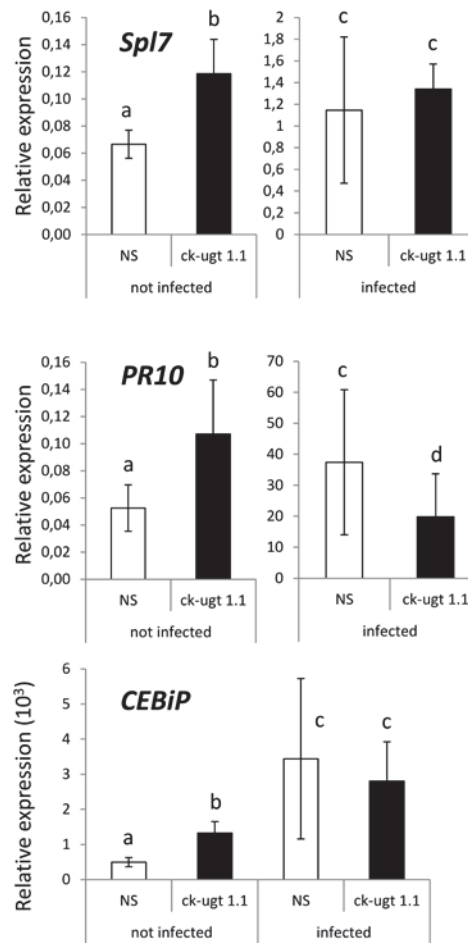 Spl7
Relative expression
0,16
0,14
0,12
0,10
0,08
0,06
0,04
0,02
0,00
a
b
NS
ck-ugt 1.1
not infected
2
1,8
1,6
1,4
1,2
1
0,8
0,6
0,4
0,2
0
c
c
NS
ck-ugt 1.1
infected
PR10
Relative expression
0,16
0,14
0,12
0,10
0,08
0,06
0,04
0,02
0,00
a
b
NS
ck-ugt 1.1
not infected
70
60
50
40
30
20
10
0
c
d
NS
ck-ugt 1.1
infected
CEBiP
Relative expression (10³)
6
5
4
3
2
1
0
a
b
c
c
NS
ck-ugt 1.1
NS
ck-ugt 1.1
not infected
infected